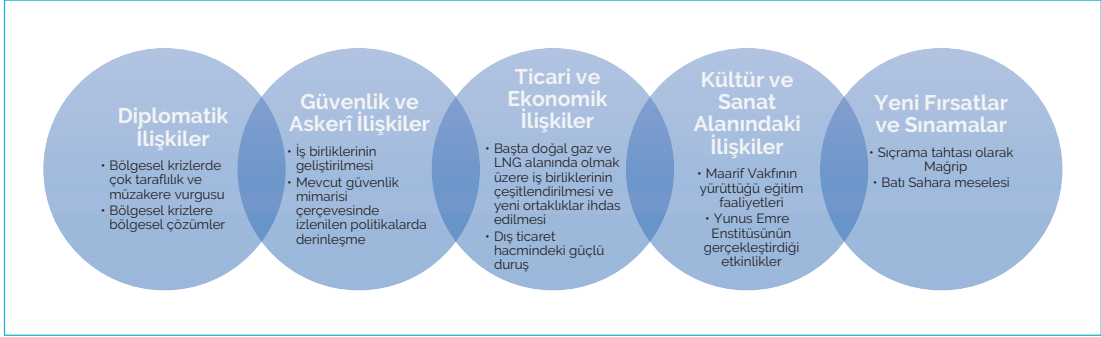 Diplomatik
İlişkiler
• Bölgesel krizlerde
çok taraflılık ve
müzakere vurgusu
• Bölgesel krizlere
bölgesel çözümler
Güvenlik ve
Askerî İlişkiler
• İş birliklerinin
geliştirilmesi
• Mevcut güvenlik
mimarisi
çerçevesinde
izlenilen politikalarda
derinleşme
Ticari ve
Ekonomik
İlişkiler
• Başta doğal gaz ve
LNG alanında olmak
üzere iş birliklerinin
çeşitlendirilmesi ve
yeni ortaklıklar ihdas
edilmesi
• Dış ticaret
hacmindeki güçlü
duruş
Kültür ve
Sanat
Alanındaki
İlişkiler
• Maarif Vakfının
yürüttüğü eğitim
faaliyetleri
• Yunus Emre
Enstitüsünün
gerçekleştirdiği
etkinlikler
Yeni Fırsatlar
ve Sınamalar
• Sıçrama tahtası olarak
Mağrip
• Batı Sahara meselesi